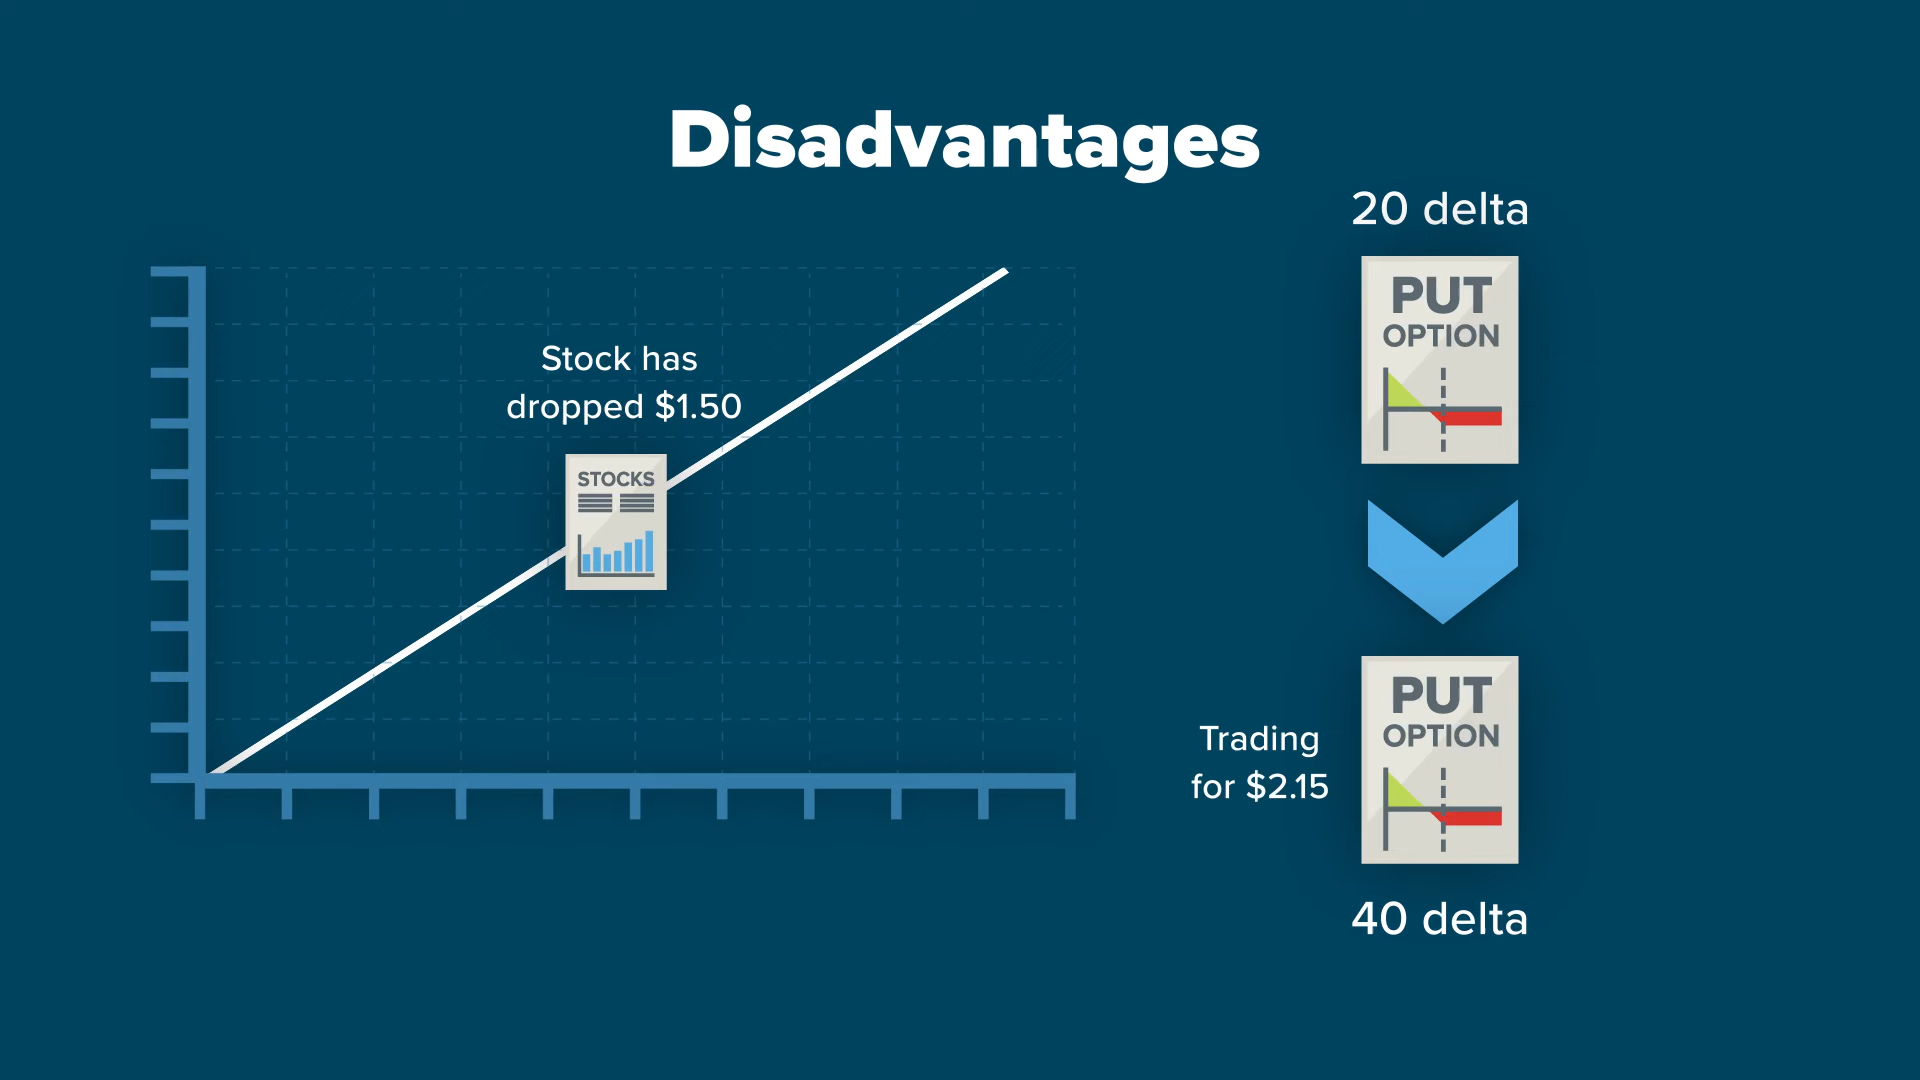 Disadvantages
Stock has
dropped $1.50
STOCKS
20 delta
PUT
OPTION
Trading
for $2.15
PUT
OPTION
40 delta